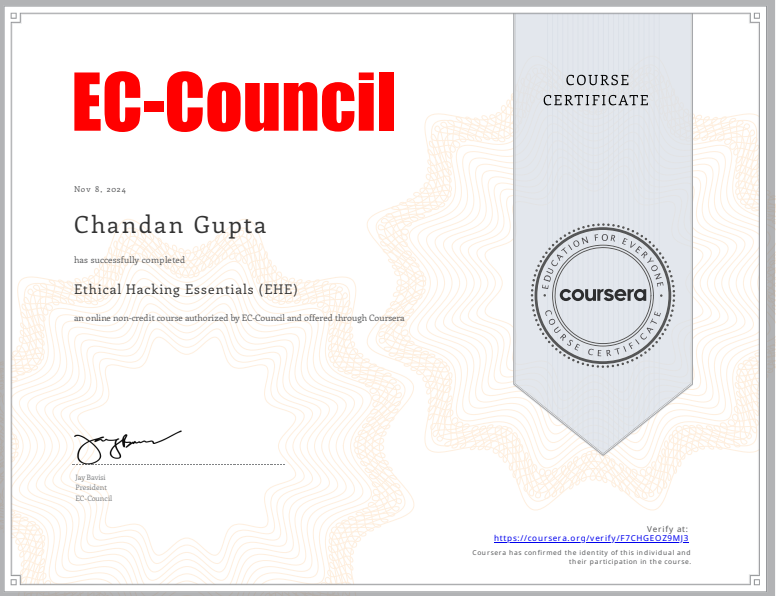 EC-Council
COURSE
CERTIFICATE
Nov 8, 2024
Chandan Gupta
has successfully completed
Ethical Hacking Essentials (EHE)
an online non-credit course authorized by EC-Council and offered through Coursera
EDUCATION FOR EVERYONE
coursera
COURSE CERTIFICATE
Jay Bavisi
President
EC-Council
Verify at:
https://coursera.org/verify/F7CHGEOZ9MJ3
Coursera has confirmed the identity of this individual and
their participation in the course.